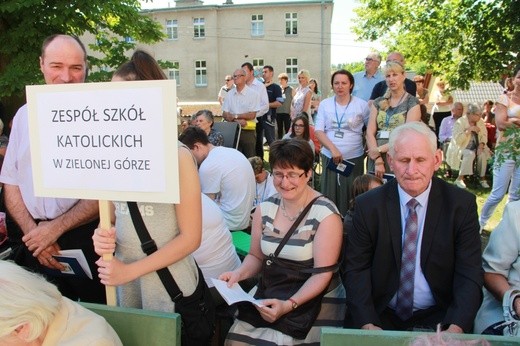 ZESPÓŁ SZKÓŁ
KATOLICKICH
W ZIELONEJ GÓRZE